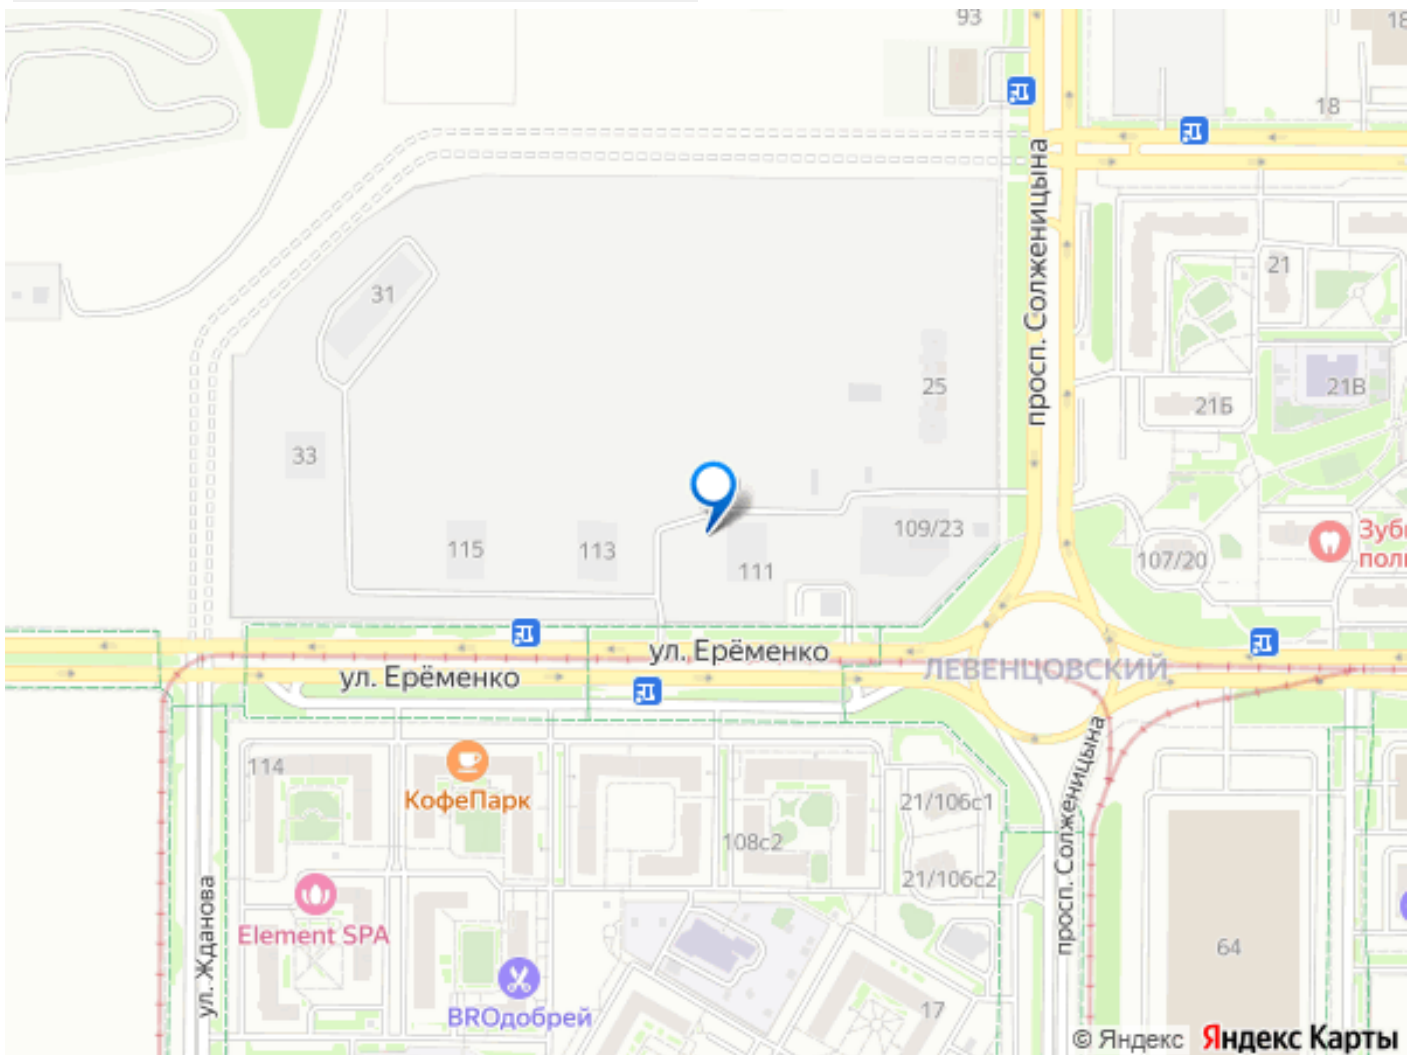 93
18
18
просп. Солженицына
31
21
25
21В
21Б
33
109/23
115
113
111
107/20
Зуб
пол
ул. Ерёменко
ЛЕВЕНЦОВСКИЙ
ул. Ерёменко
114
КофеПарк
21/106с1
108с2
21/106с2
просп. Солженицына
ул. Жданова
Element SPA
64
17
BROдобрей
© Яндекс Яндекс Карты